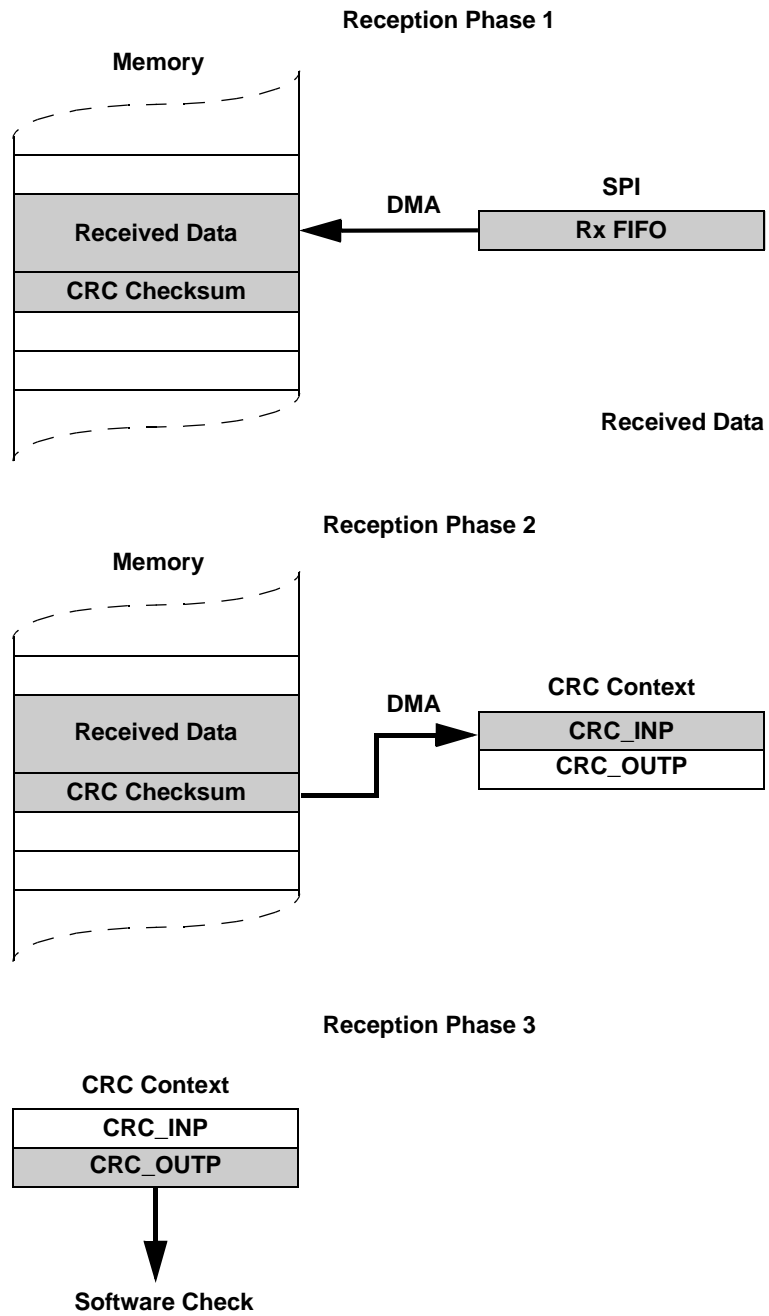 Reception Phase 1
Memory
SPI
DMA
Rx FIFO
Received Data
CRC Checksum
Received Data
Reception Phase 2
Memory
CRC Context
DMA
CRC_INP
Received Data
CRC_OUTP
CRC Checksum
Reception Phase 3
CRC Context
CRC_INP
CRC_OUTP
Software Check